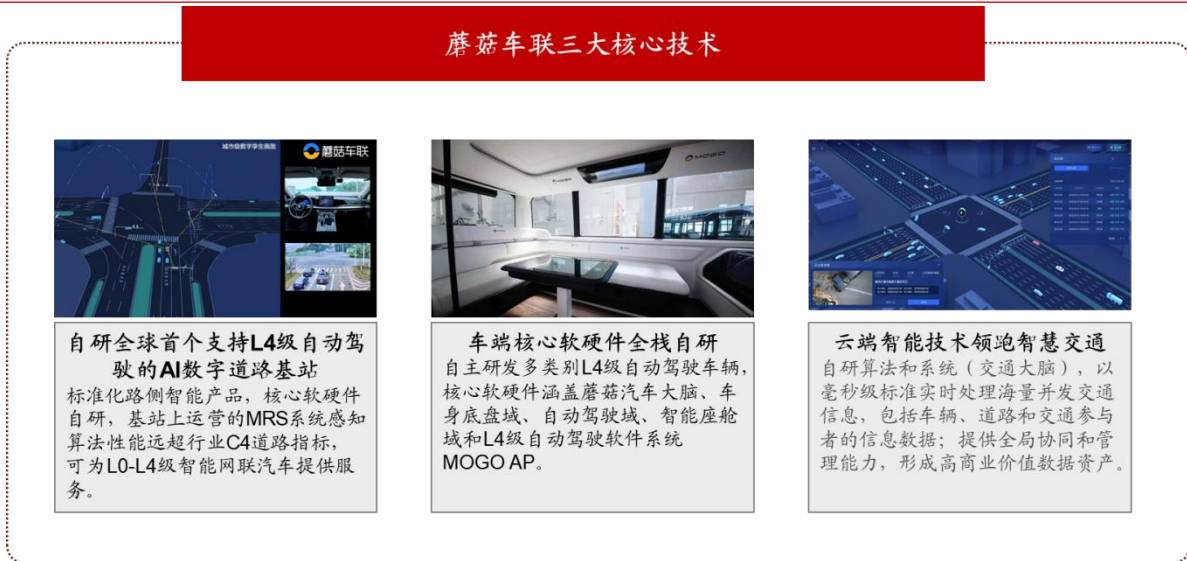 蘑菇车联三大核心技术
城市级数字孪生画面
蘑菇车联
MOGO
自研全球首个支持L4级自动驾
驶的AI数字道路基站
标准化路侧智能产品，核心软硬件
自研，基站上运营的MRS系统感知
算法性能远超行业C4道路指标，
可为L0-L4级智能网联汽车提供服
务。
车端核心软硬件全栈自研
自主研发多类别L4级自动驾驶车辆，
核心软硬件涵盖蘑菇汽车大脑、车
身底盘域、自动驾驶域、智能座舱
域和L4级自动驾驶软件系统
MOGO AP。
云端智能技术领跑智慧交通
自研算法和系统（交通大脑），以
毫秒级标准实时处理海量并发交通
信息，包括车辆、道路和交通参与
者的信息数据；提供全局协同和管
理能力，形成高商业价值数据资产。